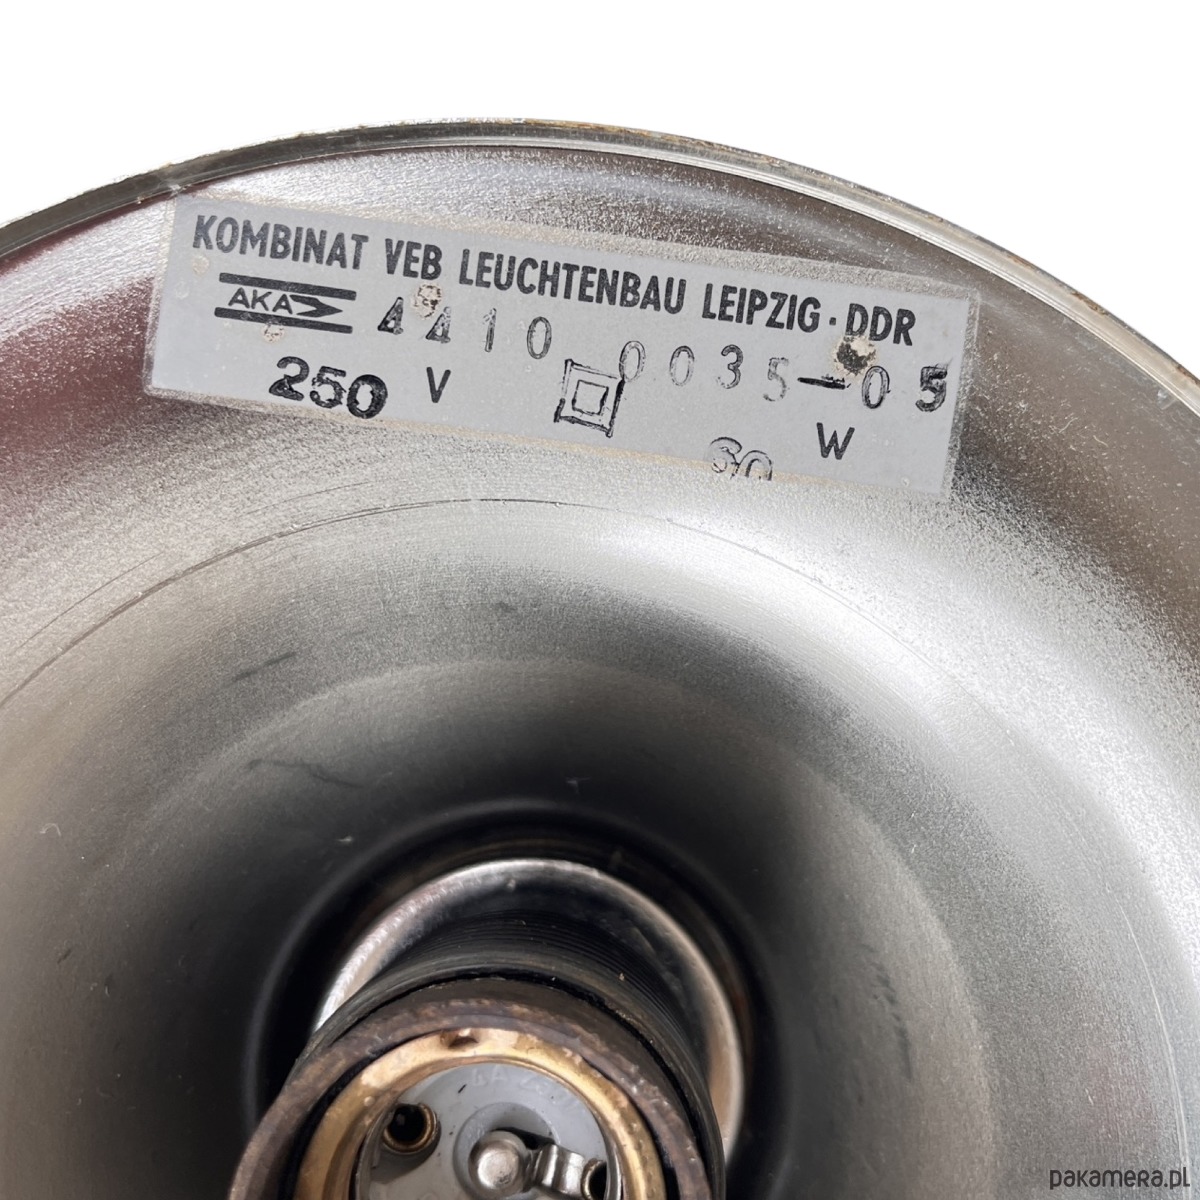 KOMBINAT VEB LEUCHTENBAU LEIPZIG · DDR
AKA 4410 0035-05
250 V 60 W
pakamera.pl